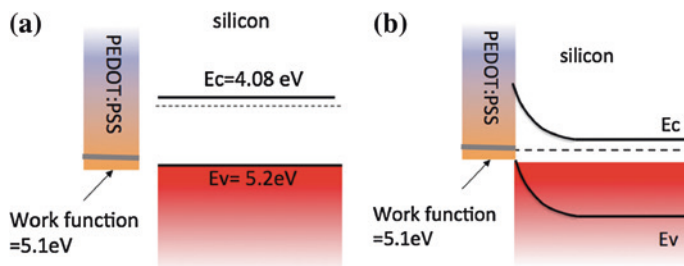 (a)
silicon
PEDOT:PSS
Ec=4.08 eV
Ev= 5.2eV
Work function
=5.1eV
(b)
PEDOT:PSS
silicon
Ec
Work function
=5.1eV
Ev